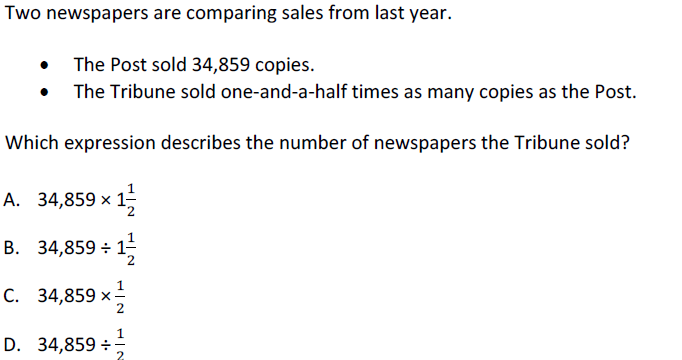 Two newspapers are comparing sales from last year.
• The Post sold 34,859 copies.
• The Tribune sold one-and-a-half times as many copies as the Post.
Which expression describes the number of newspapers the Tribune sold?
A. 34,859 × 1 1/2
B. 34,859 ÷ 1 1/2
C. 34,859 × 1/2
D. 34,859 ÷ 1/2